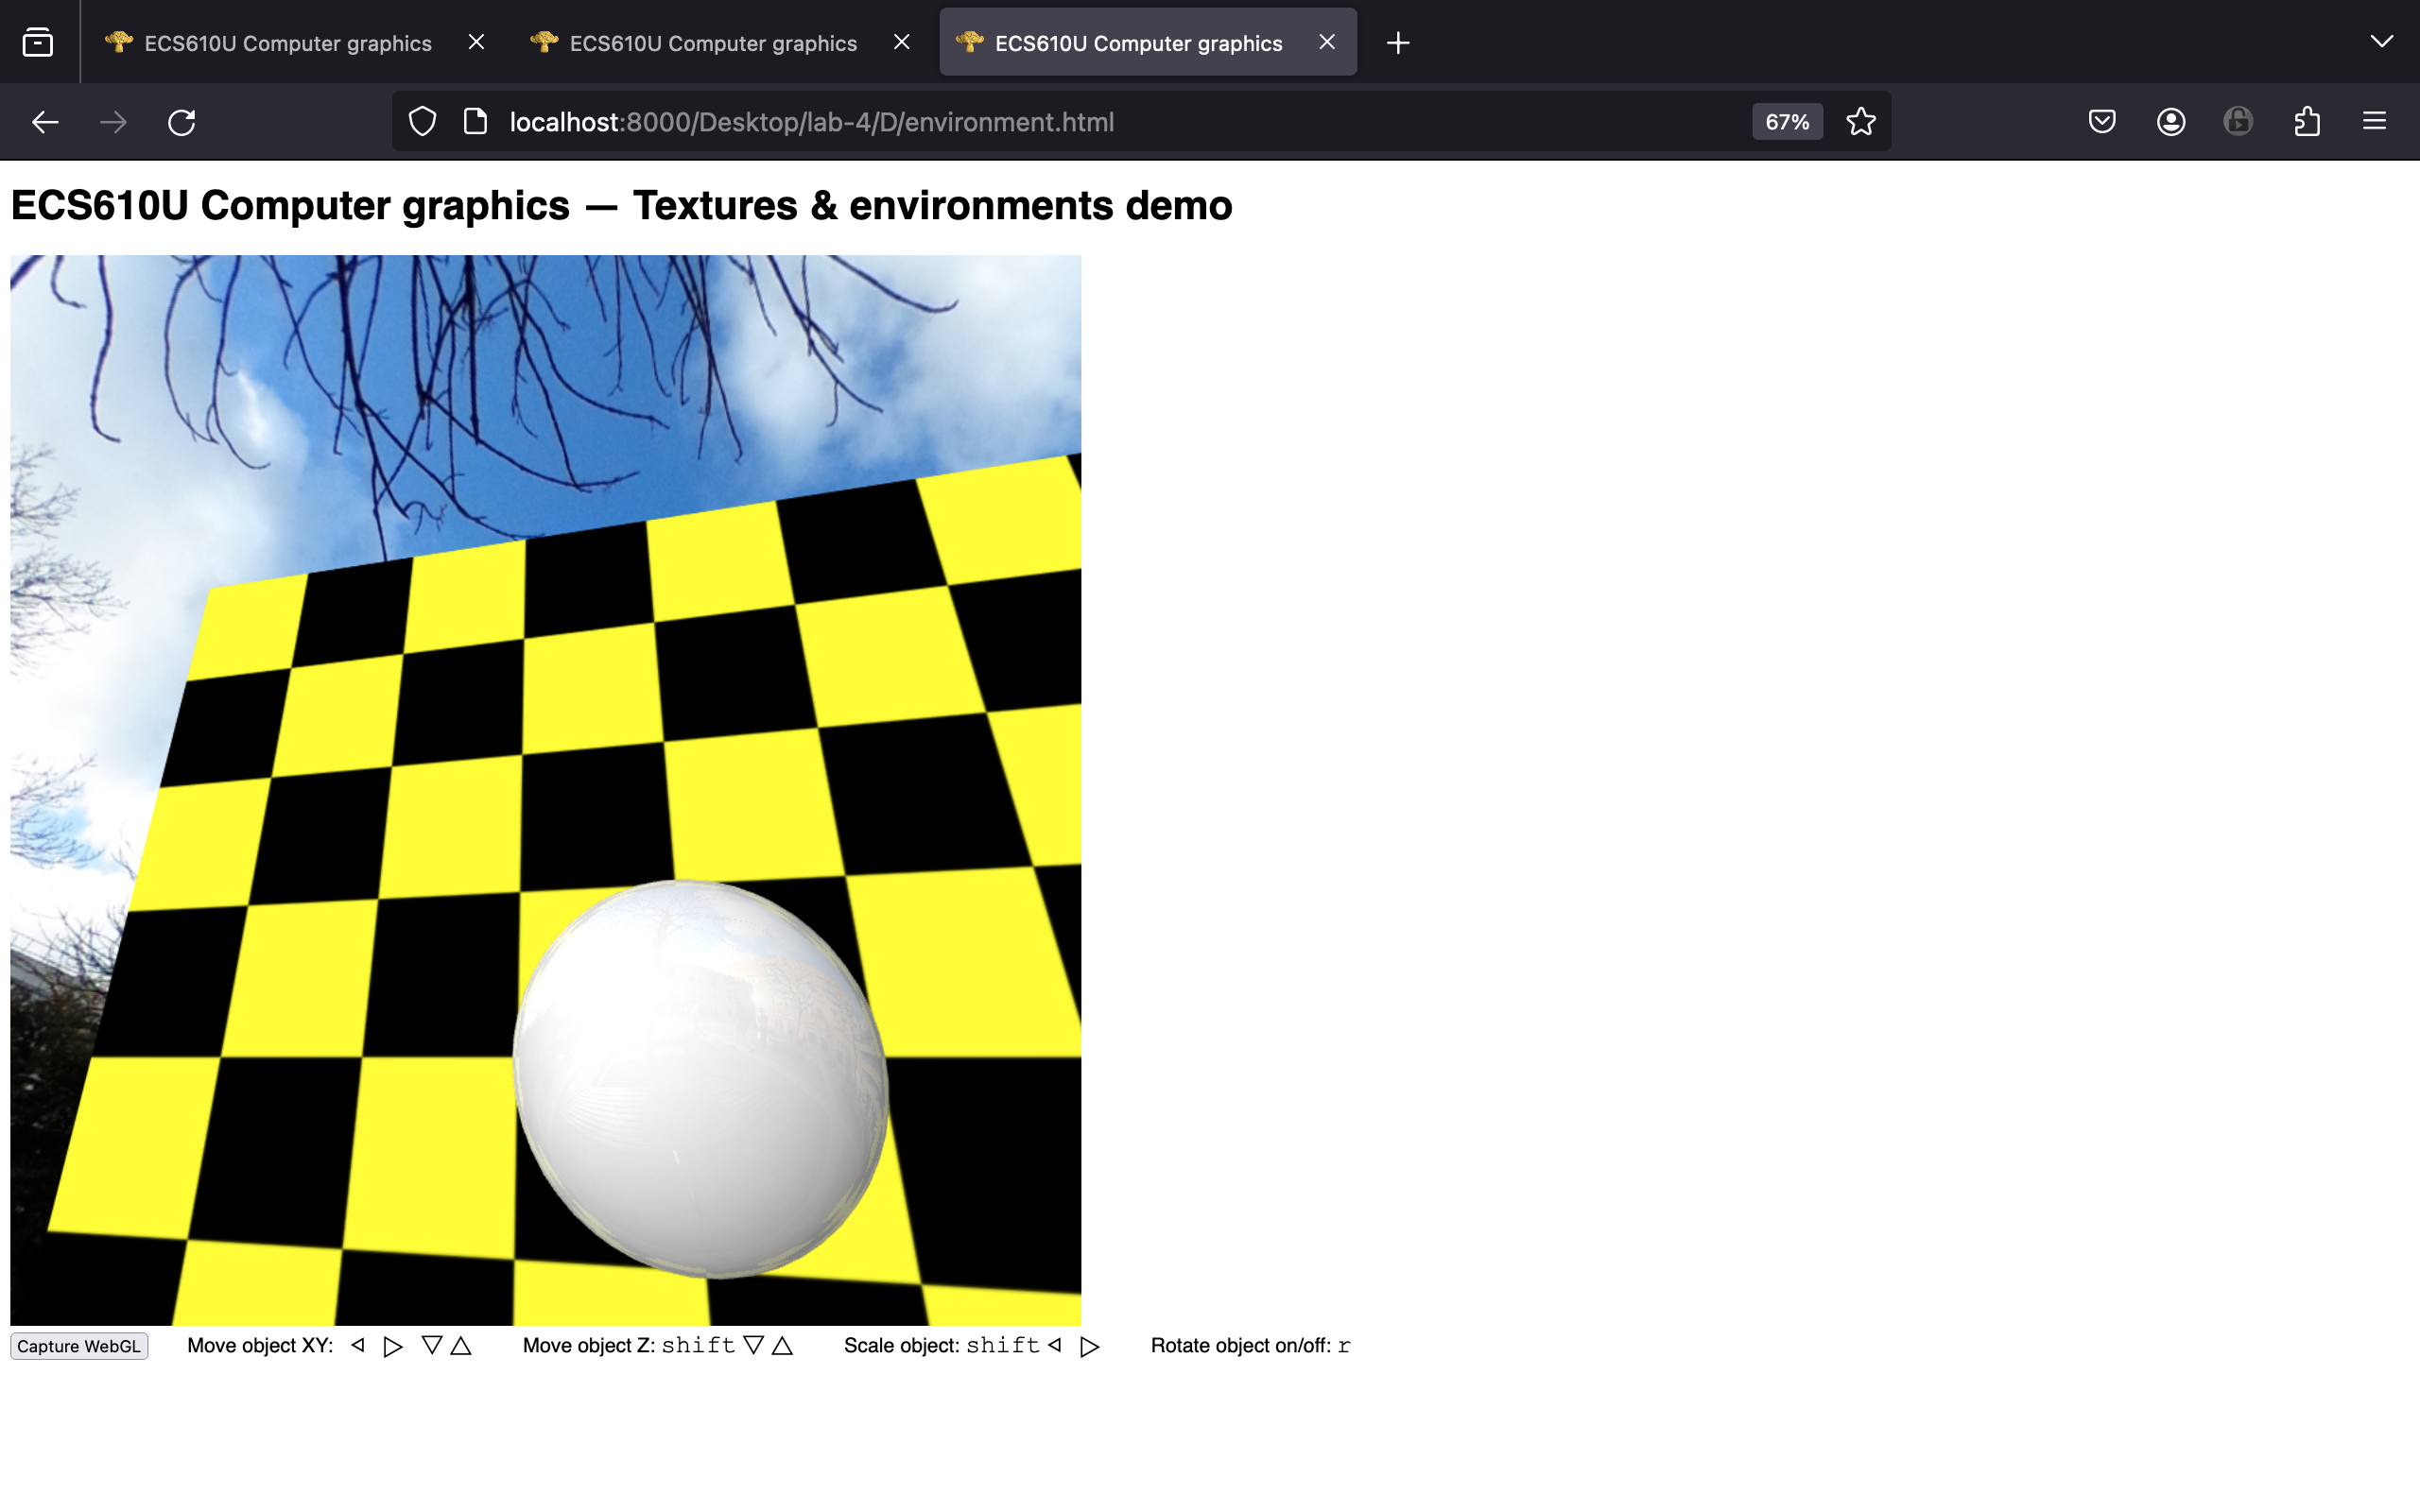 ECS610U Computer graphics
ECS610U Computer graphics
ECS610U Computer graphics
localhost:8000/Desktop/lab-4/D/environment.html
67%
ECS610U Computer graphics — Textures & environments demo
Capture WebGL Move object XY: ◁ ▷ ▽ △ Move object Z: shift ▽ △ Scale object: shift ◁ ▷ Rotate object on/off: r